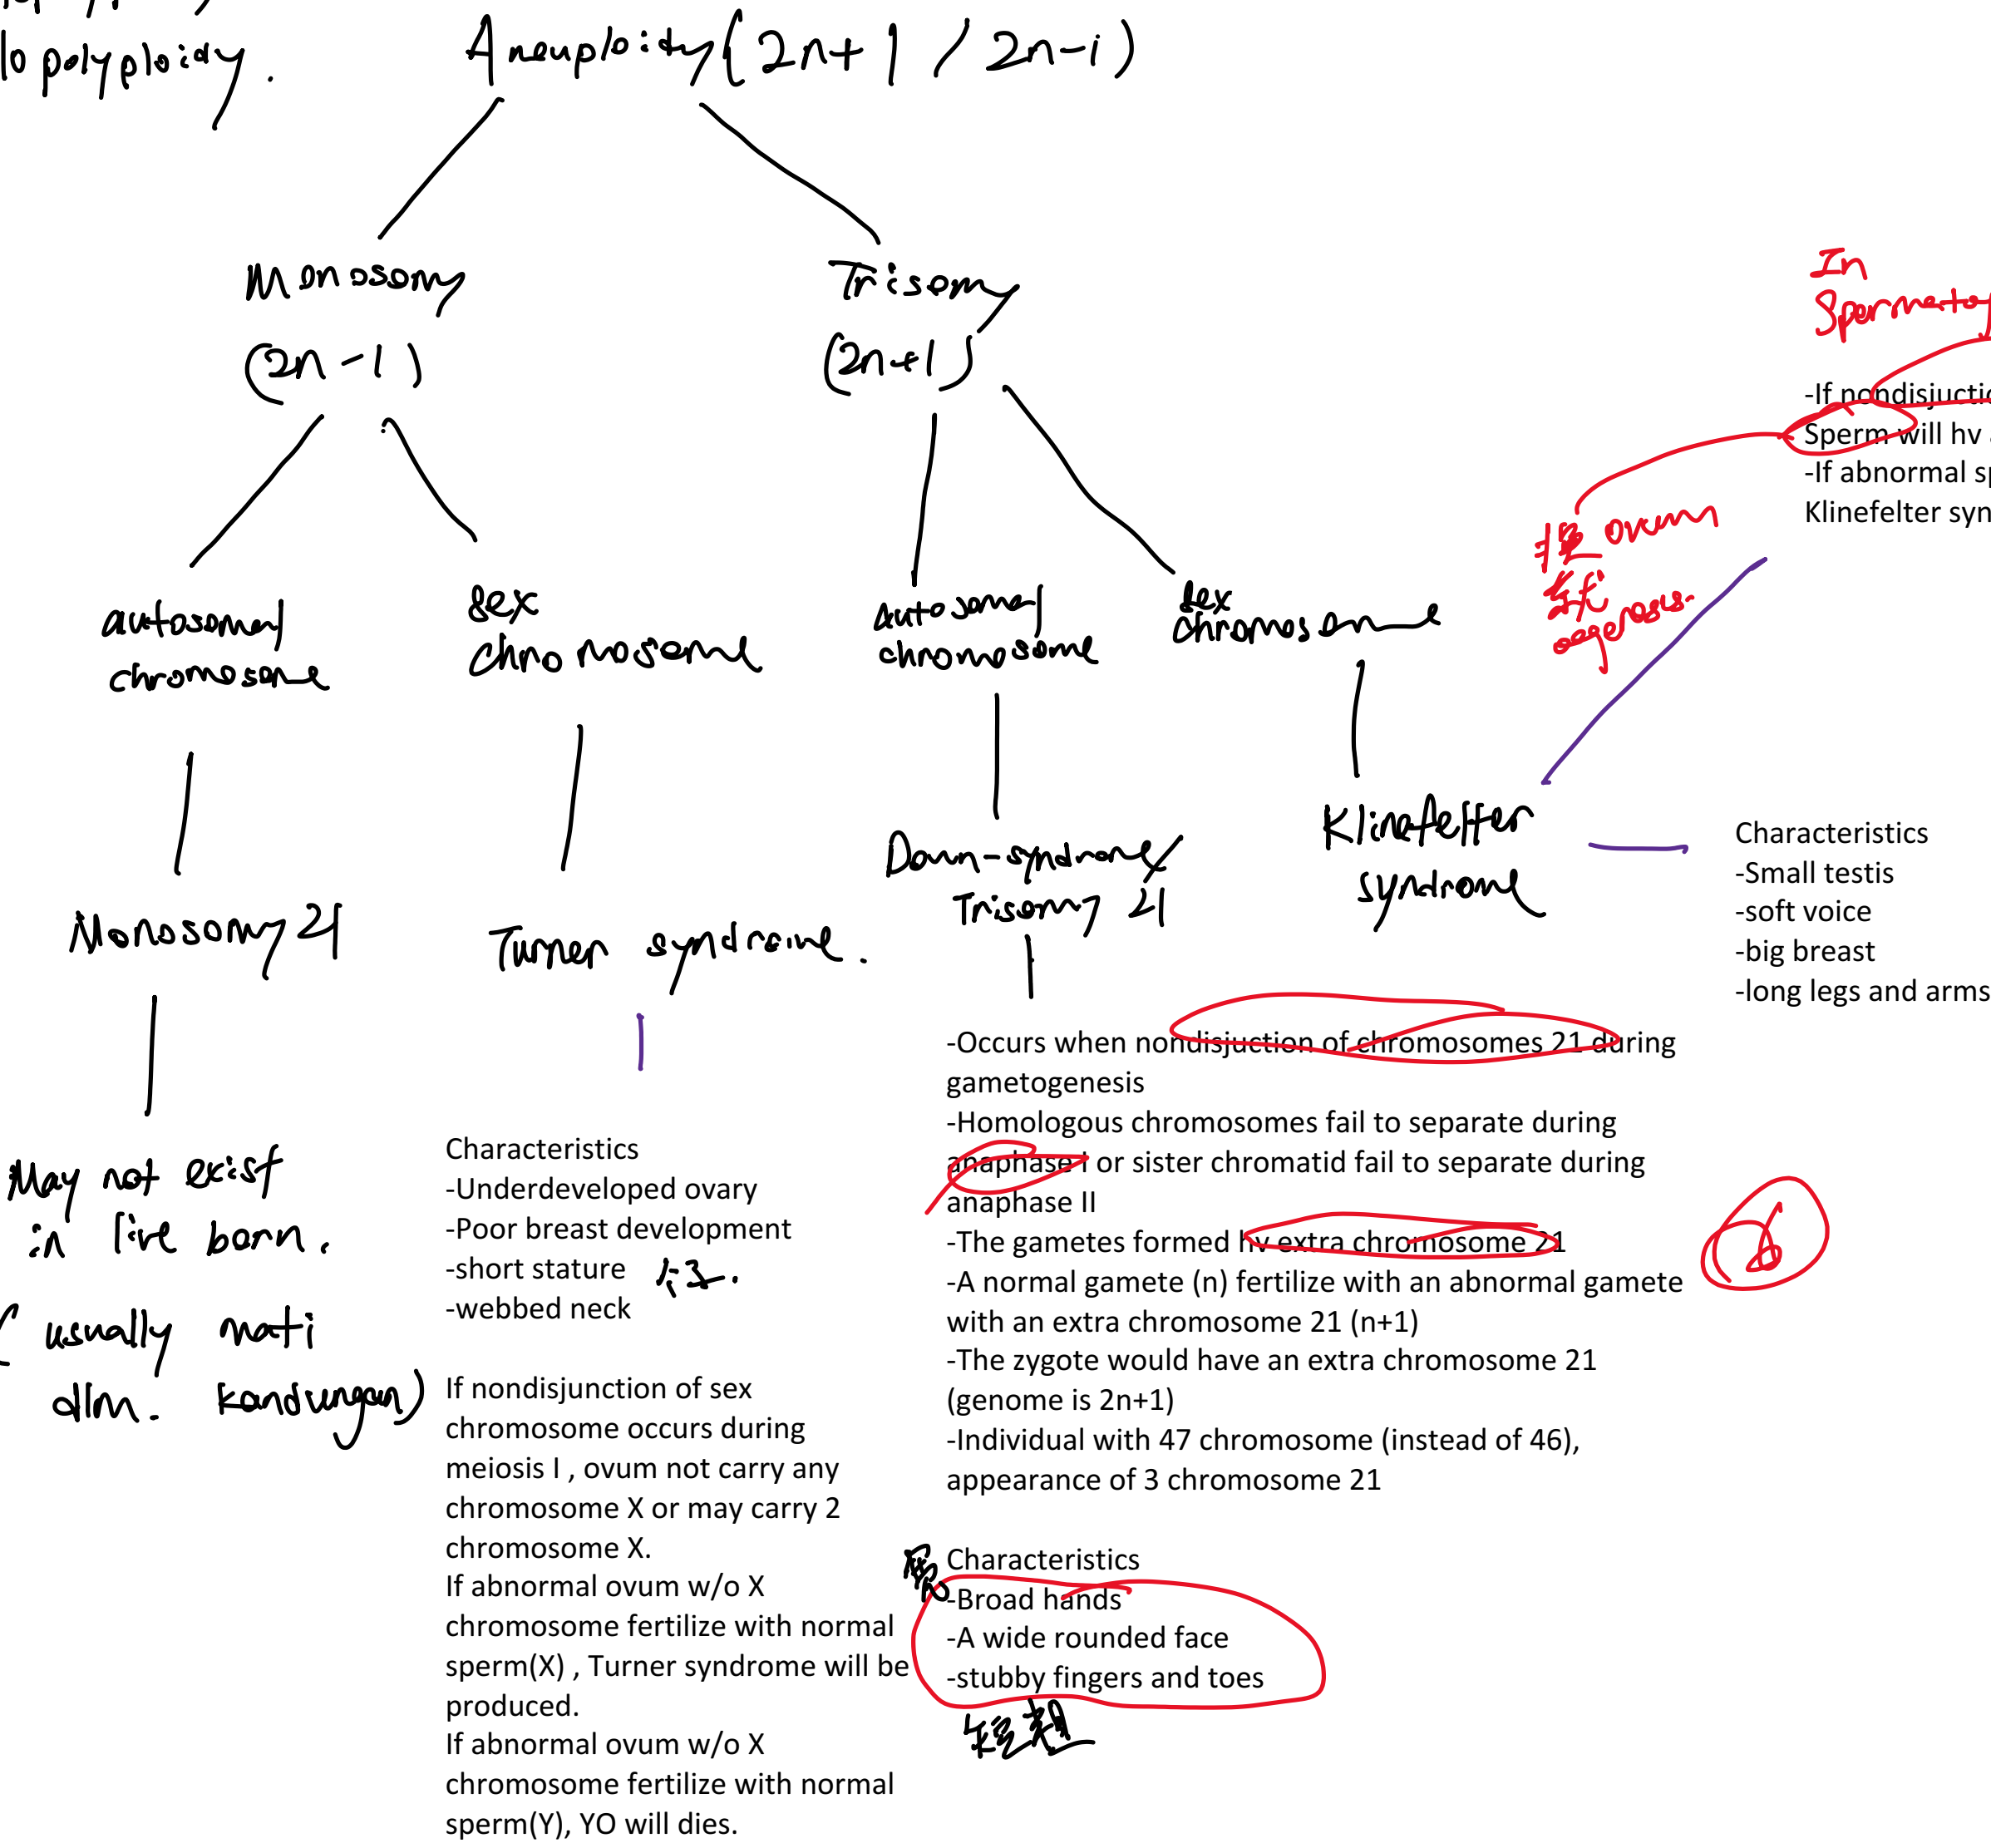 lo polyploidy.
Aneuploidy (2n+1 / 2n-1)
Monosomy
(2n-1)
Trisomy
(2n+1)
In
Spermato
-If nondisjuctio
Sperm will hv
-If abnormal sp
Klinefelter syn
ovum
oogenosis.
autosomal
chromosome
sex
chromosome
autosomal
chromosome
sex
chromosome
Monosomy 21
Turner syndrome.
Down-syndrome/
Trisomy 21
Klinefelter
syndrome
Characteristics
-Small testis
-soft voice
-big breast
-long legs and arms
May not exist
in live born.
( usually mati
dlm. kandungan)
Characteristics
-Underdeveloped ovary
-Poor breast development
-short stature
-webbed neck
If nondisjunction of sex
chromosome occurs during
meiosis I , ovum not carry any
chromosome X or may carry 2
chromosome X.
If abnormal ovum w/o X
chromosome fertilize with normal
sperm(X) , Turner syndrome will be
produced.
If abnormal ovum w/o X
chromosome fertilize with normal
sperm(Y), YO will dies.
-Occurs when nondisjuction of chromosomes 21 during
gametogenesis
-Homologous chromosomes fail to separate during
anaphase I or sister chromatid fail to separate during
anaphase II
-The gametes formed hv extra chromosome 21
-A normal gamete (n) fertilize with an abnormal gamete
with an extra chromosome 21 (n+1)
-The zygote would have an extra chromosome 21
(genome is 2n+1)
-Individual with 47 chromosome (instead of 46),
appearance of 3 chromosome 21
6
Characteristics
-Broad hands
-A wide rounded face
-stubby fingers and toes
短翘